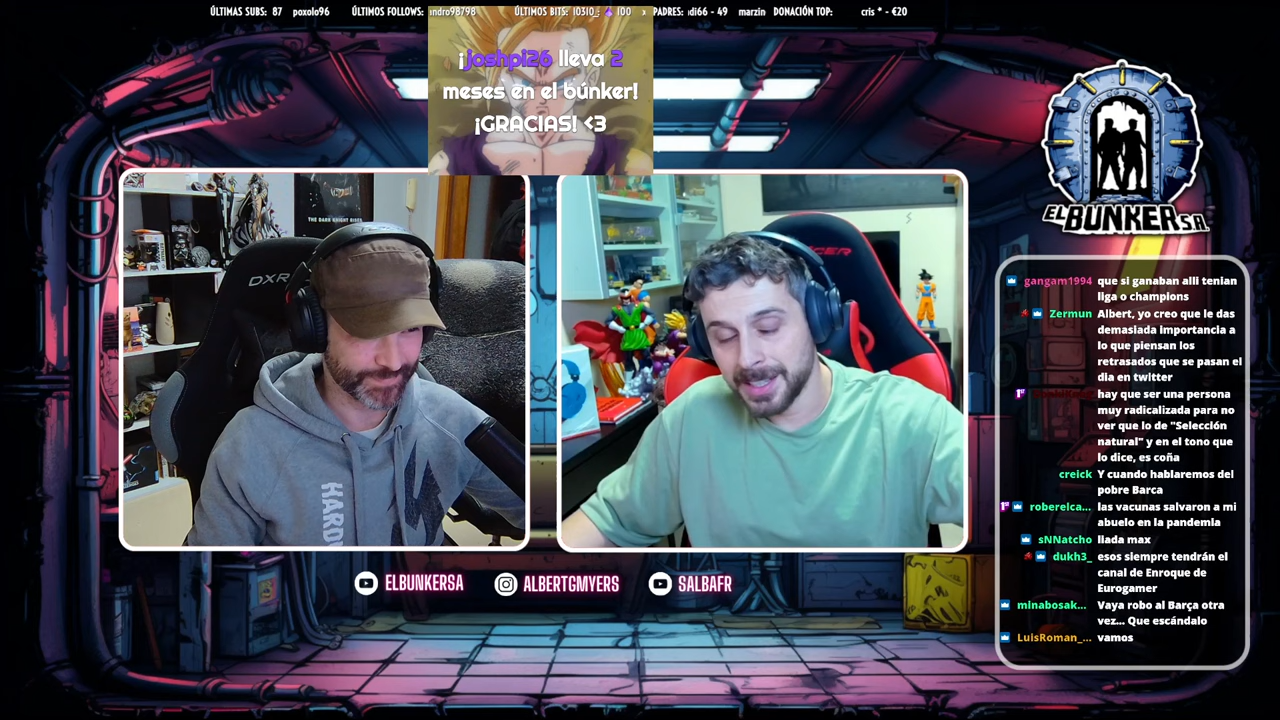 ÚLTIMAS SUBS: 87 poxolo96 ÚLTIMOS FOLLOWS: ındro98798 ÚLTIMOS BITS: 10310_: 100 x PADRES: ıdi66 - 49 marzin DONACIÓN TOP: cris * - €20
¡joshpi26 lleva 2
meses en el búnker!
¡GRACIAS! <3
THE DARK KNIGHT RISES
DXR
EL BUNKER S.A.
HARD
gangam1994 que si ganaban alli tenian
liga o champions
Zermun Albert, yo creo que le das
demasiada importancia a
lo que piensan los
retrasados que se pasan el
dia en twitter
hay que ser una persona
muy radicalizada para no
ver que lo de "Selección
natural" y en el tono que
lo dice, es coña
creick Y cuando hablaremos del
pobre Barca
roberelca... las vacunas salvaron a mi
abuelo en la pandemia
sNNatcho liada max
dukh3_ esos siempre tendrán el
canal de Enroque de
Eurogamer
minabosak... Vaya robo al Barça otra
vez... Que escándalo
LuisRoman_... vamos
ELBUNKERSA ALBERTGMYERS SALBAFR